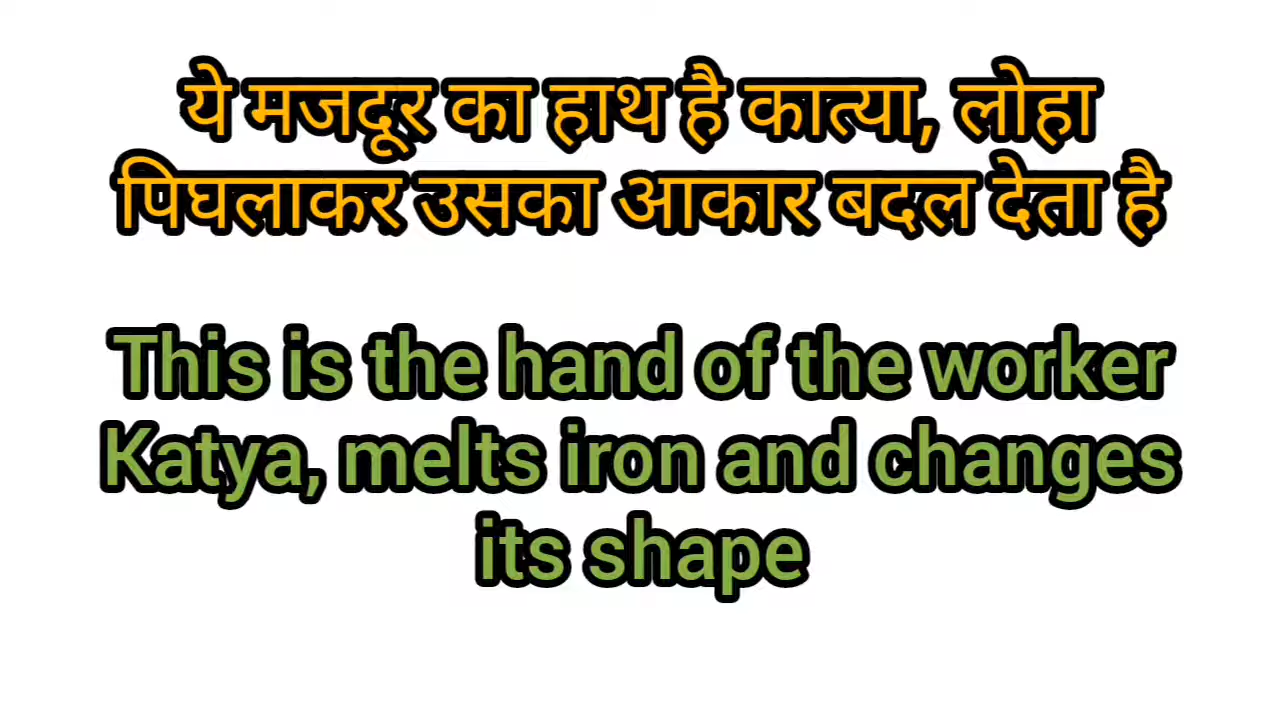 ये मजदूर का हाथ है कात्या, लोहा
पिघलाकर उसका आकार बदल देता है
This is the hand of the worker
Katya, melts iron and changes
its shape